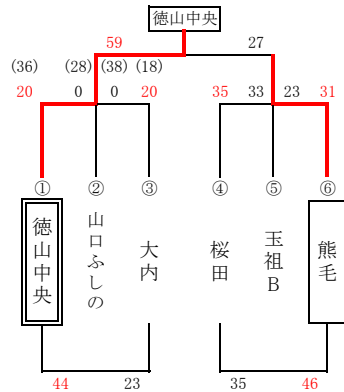 徳山中央
59 27
(36) (28) (38) (18)
20 0 0 20 35 33 23 31
① ② ③ ④ ⑤ ⑥
徳山中央
山口ふしの
大内
桜田
玉祖B
熊毛
44 23 35 46